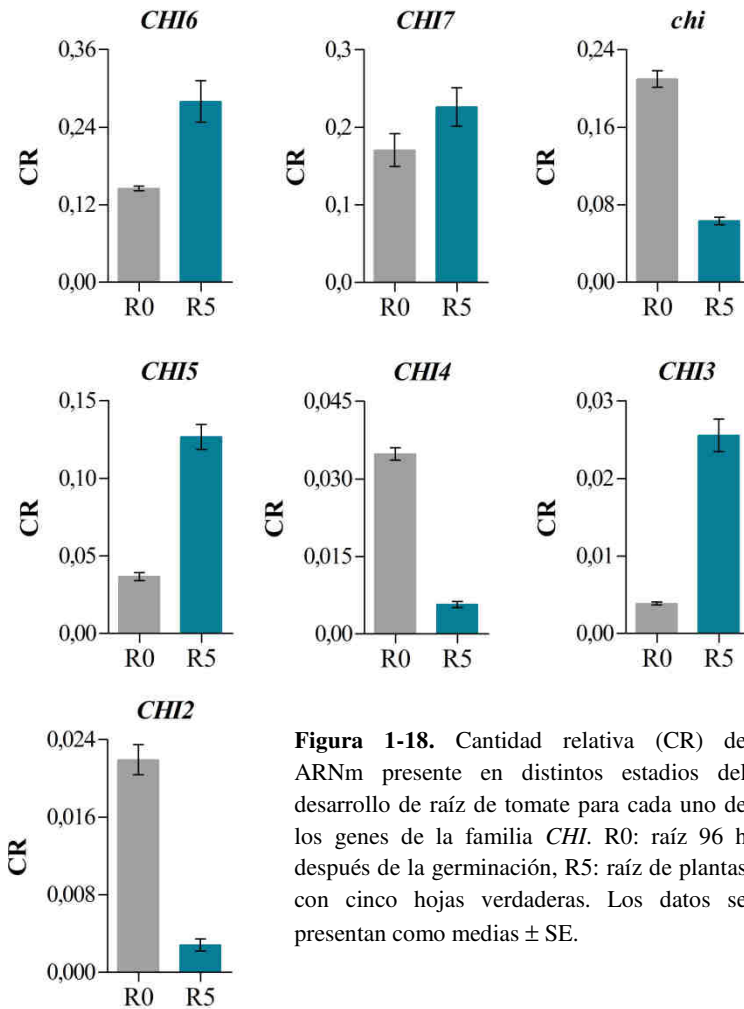 CHI6
CHI7
chi
0,36
0,24
0,12
0,00
CR
R0 R5
0,3
0,2
0,1
0,0
CR
R0 R5
0,24
0,16
0,08
0,00
CR
R0 R5
CHI5
CHI4
CHI3
0,15
0,10
0,05
0,00
CR
R0 R5
0,045
0,030
0,015
0,00
CR
R0 R5
0,03
0,02
0,01
0,00
CR
R0 R5
CHI2
0,024
0,016
0,008
0,000
CR
R0 R5
Figura 1-18. Cantidad relativa (CR) de
ARNm presente en distintos estadios del
desarrollo de raíz de tomate para cada uno de
los genes de la familia CHI. R0: raíz 96 h
después de la germinación, R5: raíz de plantas
con cinco hojas verdaderas. Los datos se
presentan como medias ± SE.